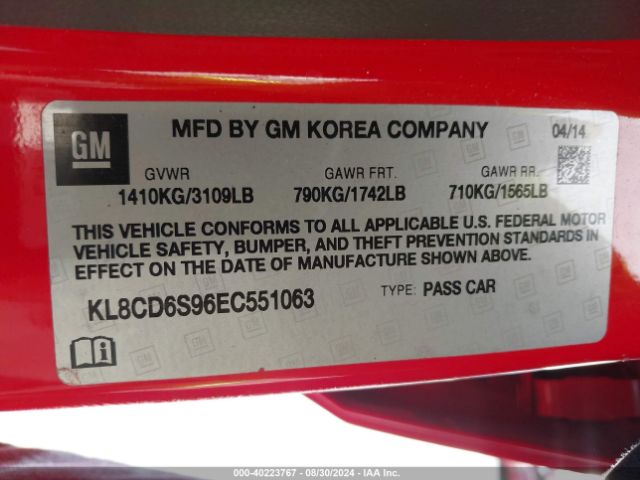 GM
MFD BY GM KOREA COMPANY
04/14
GVWR GAWR FRT. GAWR RR.
1410KG/3109LB 790KG/1742LB 710KG/1565LB
THIS VEHICLE CONFORMS TO ALL APPLICABLE U.S. FEDERAL MOTOR
VEHICLE SAFETY, BUMPER, AND THEFT PREVENTION STANDARDS IN
EFFECT ON THE DATE OF MANUFACTURE SHOWN ABOVE.
KL8CD6S96EC551063 TYPE: PASS CAR
000-40223767 - 08/30/2024 - IAA Inc.